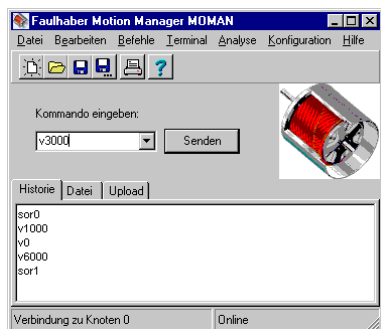 Faulhaber Motion Manager MOMAN
Datei Bearbeiten Befehle Terminal Analyse Konfiguration Hilfe
Kommando eingeben:
v3000 Senden
Historie Datei Upload
sor0
v1000
v0
v6000
sor1
Verbindung zu Knoten 0 Online